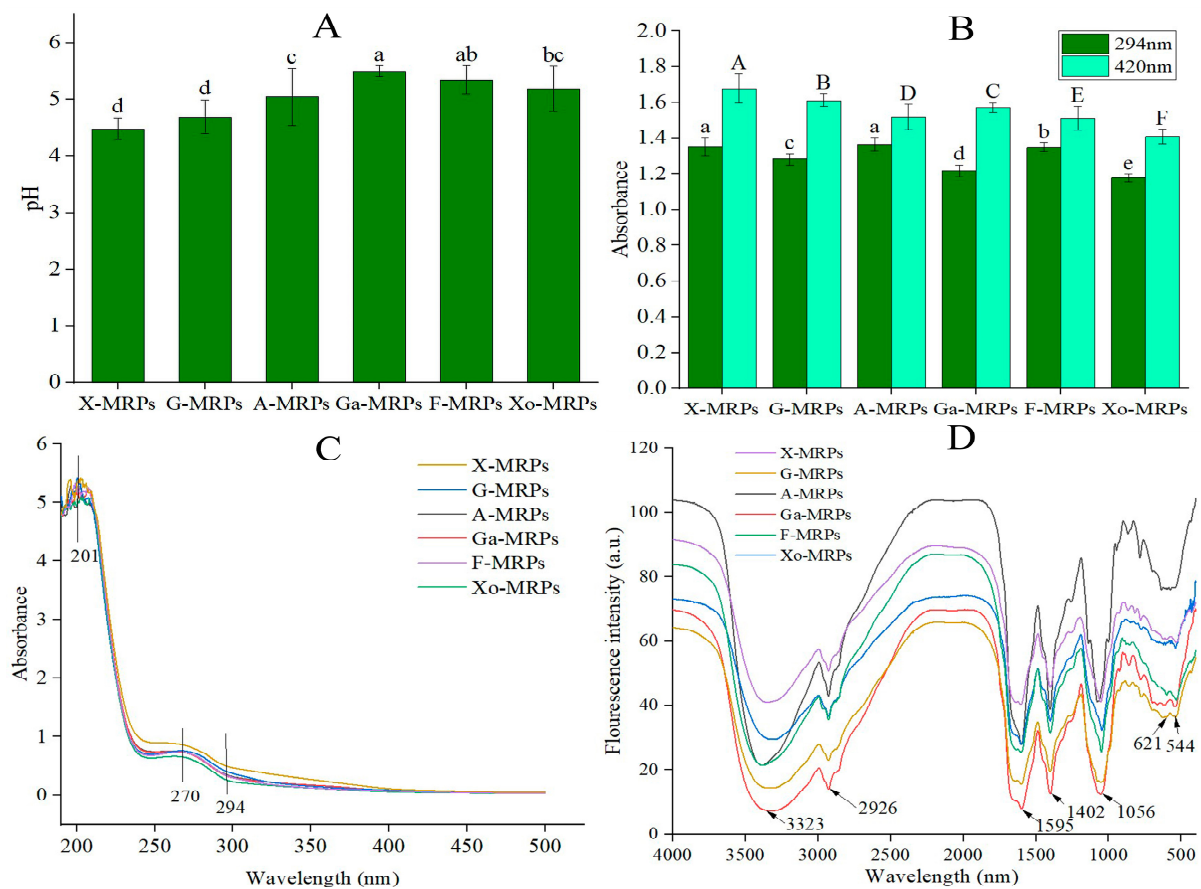 A
pH
6
5
4
3
2
1
0
d
d
c
a
ab
bc
X-MRPs G-MRPs A-MRPs Ga-MRPs F-MRPs Xo-MRPs
B
Absorbance
2.0
1.8
1.6
1.4
1.2
1.0
0.8
0.6
0.4
0.2
0.0
294nm
420nm
a A
c B
a D
d C
b E
e F
X-MRPs G-MRPs A-MRPs Ga-MRPs F-MRPs Xo-MRPs
C
Absorbance
6
5
4
3
2
1
0
X-MRPs
G-MRPs
A-MRPs
Ga-MRPs
F-MRPs
Xo-MRPs
201
270
294
200 250 300 350 400 450 500
Wavelength (nm)
D
Flourescence intensity (a.u.)
120
100
80
60
40
20
0
X-MRPs
G-MRPs
A-MRPs
Ga-MRPs
F-MRPs
Xo-MRPs
3323
2926
1595
1402
1056
621
544
4000 3500 3000 2500 2000 1500 1000 500
Wavelength (nm)